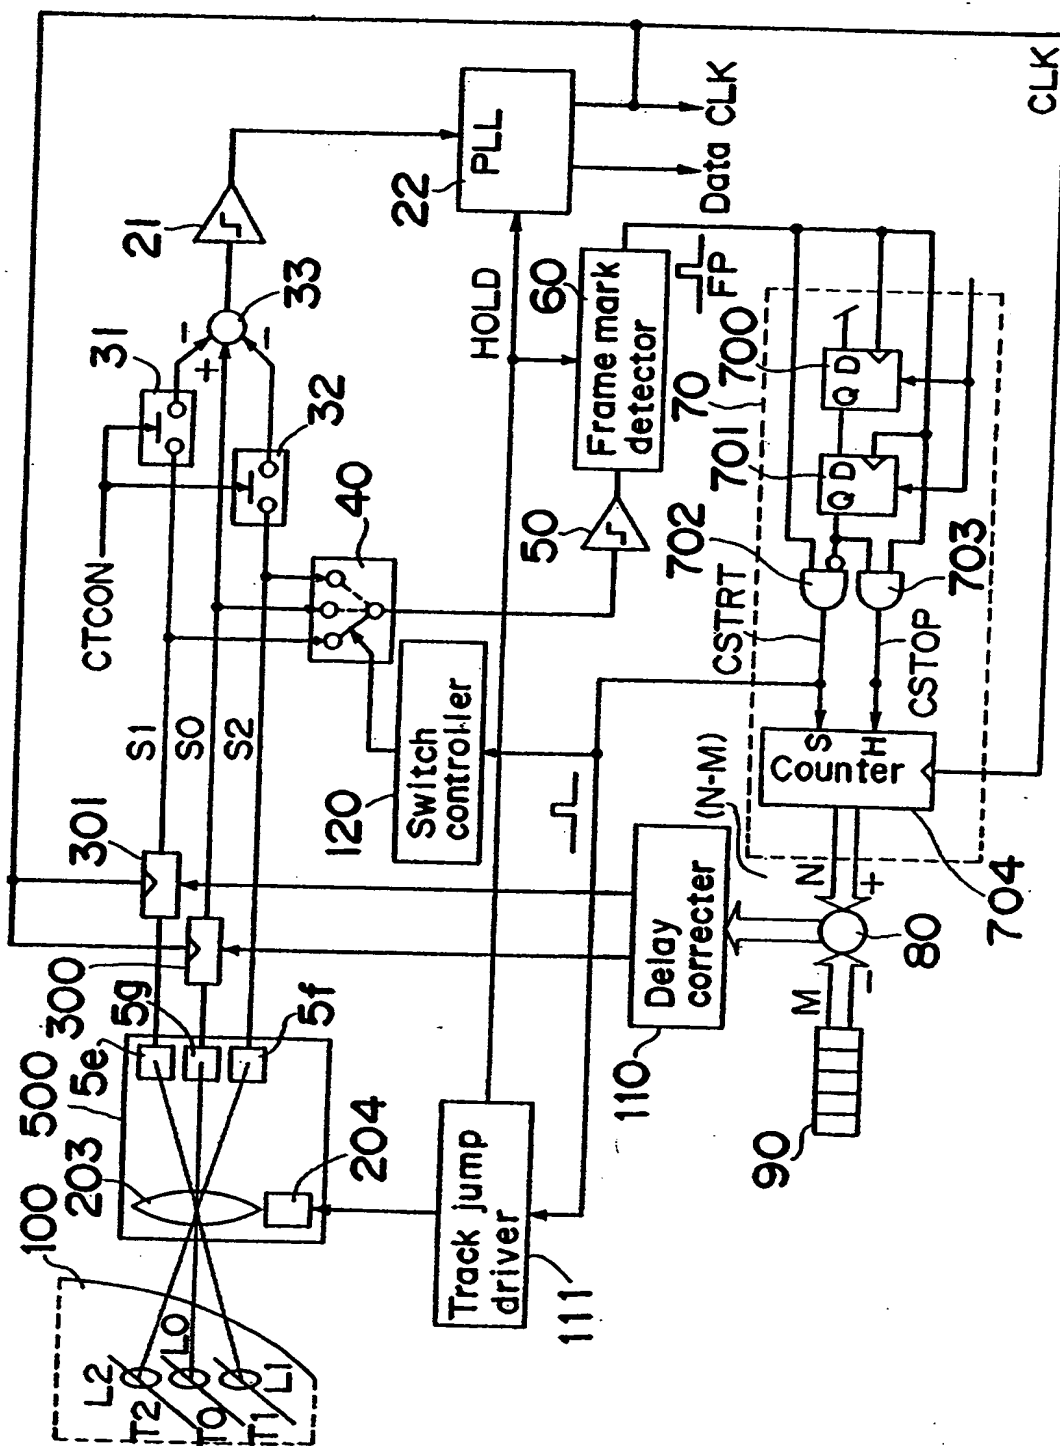 100
500
203
5e
5g
300
301
5f
204
L2
L0
L1
T2
T0
T1
S1
S0
S2
CTCON
31
+
-
-
33
32
21
22
PLL
CLK
Data
CLK
40
120
Switch
controller
HOLD
50
60
Frame mark
detector
FP
Track jump
driver
111
Delay
correcter
110
(N-M)
CSTRT
CSTOP
702
701
70
700
Q D
Q D
703
S
H
Counter
704
N
+
80
M
-
90